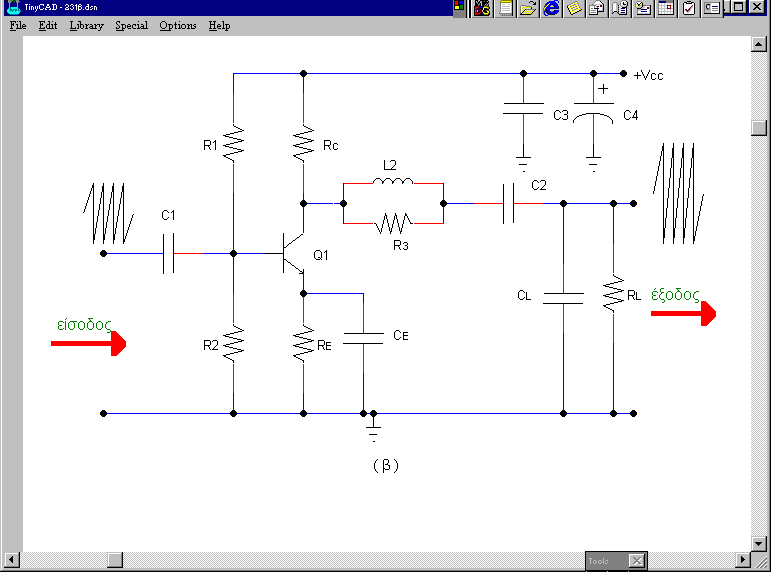 TinyCAD - 231β.dsn
File Edit Library Special Options Help
+Vcc
C3
C4
R1
Rc
L2
C2
C1
R3
Q1
CL
RL
έξοδος
είσοδος
R2
RE
CE
(β)
Tools